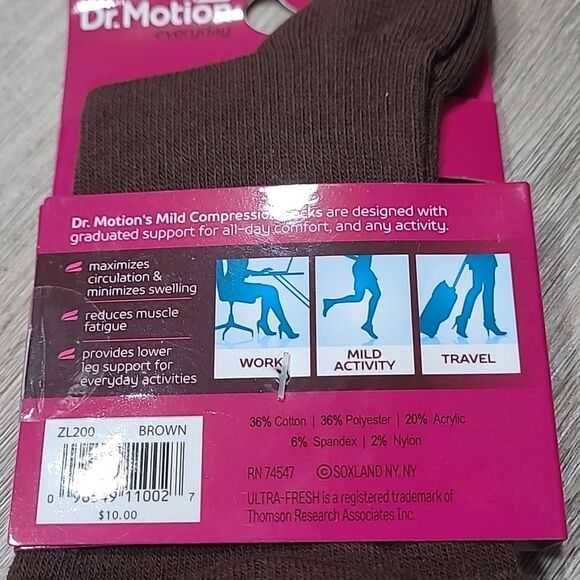 Dr.Motion
everyday
Dr. Motion's Mild Compression Socks are designed with
graduated support for all-day comfort, and any activity.
maximizes
circulation &
minimizes swelling
reduces muscle
fatigue
provides lower
leg support for
everyday activities
WORK
MILD
ACTIVITY
TRAVEL
ZL200 BROWN
0 11002 7
$10.00
36% Cotton | 36% Polyester | 20% Acrylic
6% Spandex | 2% Nylon
RN 74547 ©SOXLAND NY, NY
ULTRA-FRESH is a registered trademark of
Thomson Research Associates Inc.